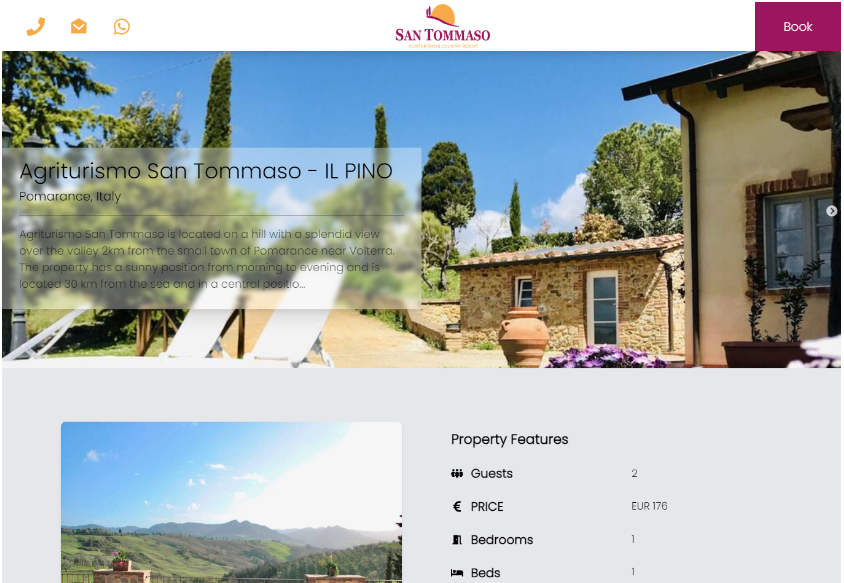 SAN TOMMASO
AGRITURISMO & COUNTRY RESORT
Book
Agriturismo San Tommaso - IL PINO
Pomarance, Italy
Agriturismo San Tommaso is located on a hill with a splendid view
over the valley 2km from the small town of Pomarance near Volterra.
The property has a sunny position from morning to evening and is
located 30 km from the sea and in a central positio...
Property Features
Guests 2
PRICE EUR 176
Bedrooms 1
Beds 1